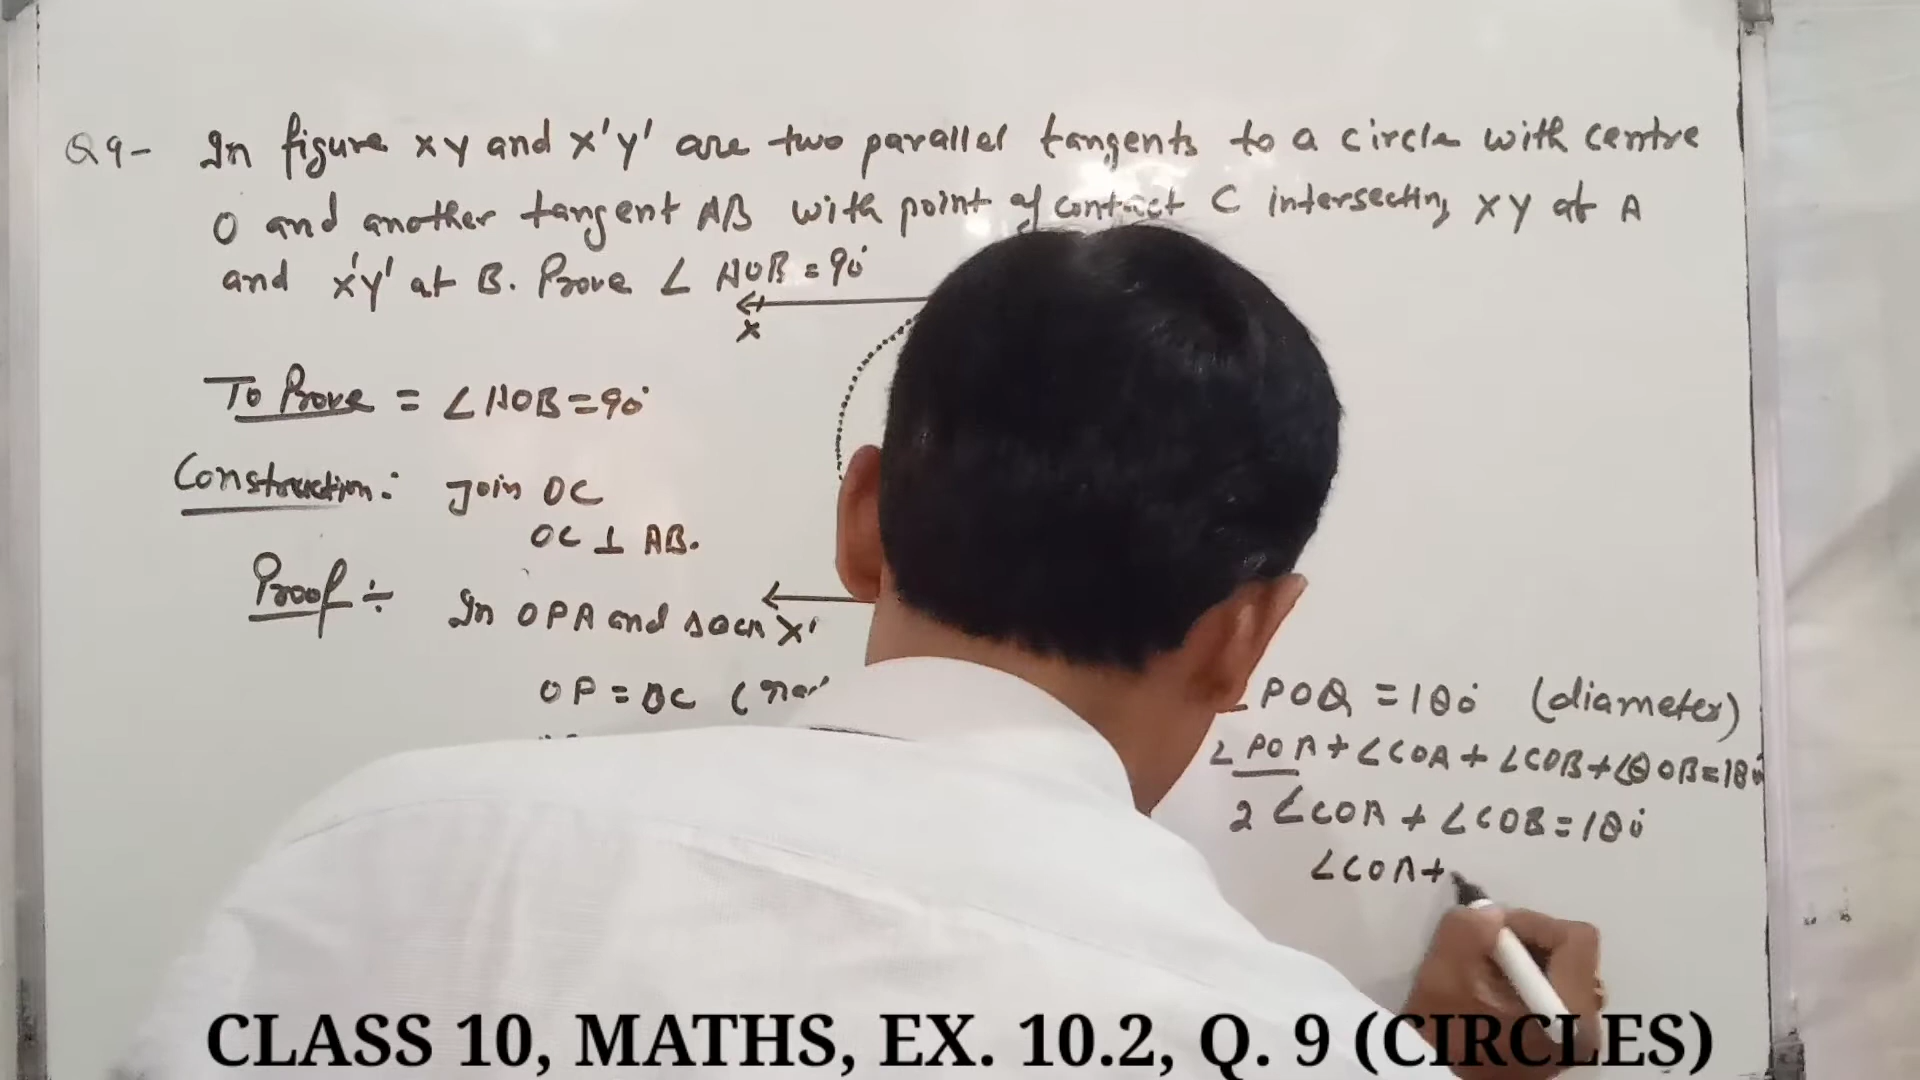 Q9- In figure XY and X'Y' are two parallel tangents to a circle with centre
O and another tangent AB with point of contact C intersecting XY at A
and X'Y' at B. Prove ∠ AOB = 90°
X
To Prove = ∠AOB = 90°
Construction: Join OC
OC ⊥ AB.
Proof ÷ In OPA and ΔOCA
X'
OP = OC (
POQ = 180° (diameter)
∠POA + ∠COA + ∠COB + ∠QOB = 180
2 ∠COA + ∠COB = 180°
∠COA +
CLASS 10, MATHS, EX. 10.2, Q. 9 (CIRCLES)